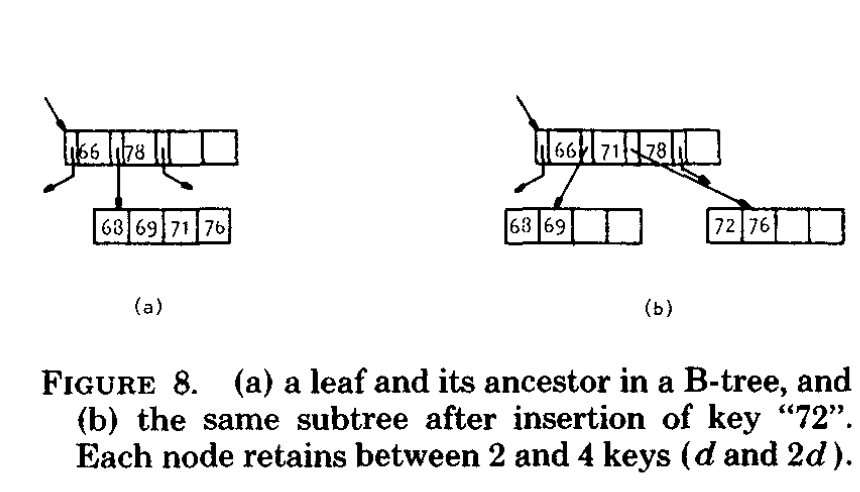 66 78
66 71 78
68 69 71 76
68 69
72 76
(a)
(b)
FIGURE 8. (a) a leaf and its ancestor in a B-tree, and
(b) the same subtree after insertion of key “72”.
Each node retains between 2 and 4 keys (d and 2d).